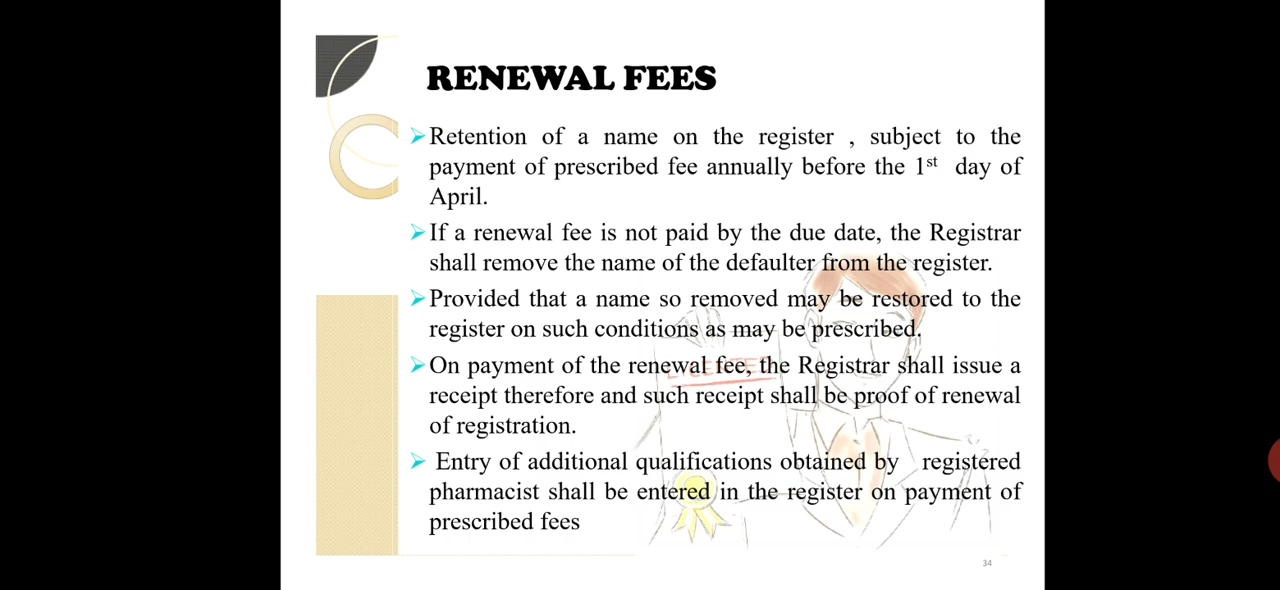 RENEWAL FEES
➢Retention of a name on the register , subject to the
payment of prescribed fee annually before the 1st day of
April.
➢If a renewal fee is not paid by the due date, the Registrar
shall remove the name of the defaulter from the register.
➢Provided that a name so removed may be restored to the
register on such conditions as may be prescribed.
➢On payment of the renewal fee, the Registrar shall issue a
receipt therefore and such receipt shall be proof of renewal
of registration.
➢ Entry of additional qualifications obtained by registered
pharmacist shall be entered in the register on payment of
prescribed fees
34